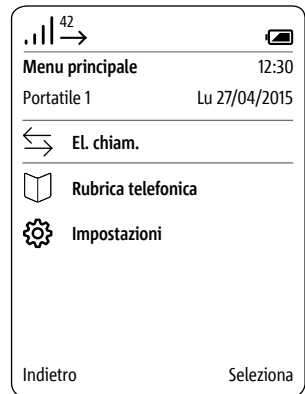 42
Menu principale 12:30
Portatile 1 Lu 27/04/2015
El. chiam.
Rubrica telefonica
Impostazioni
Indietro Seleziona